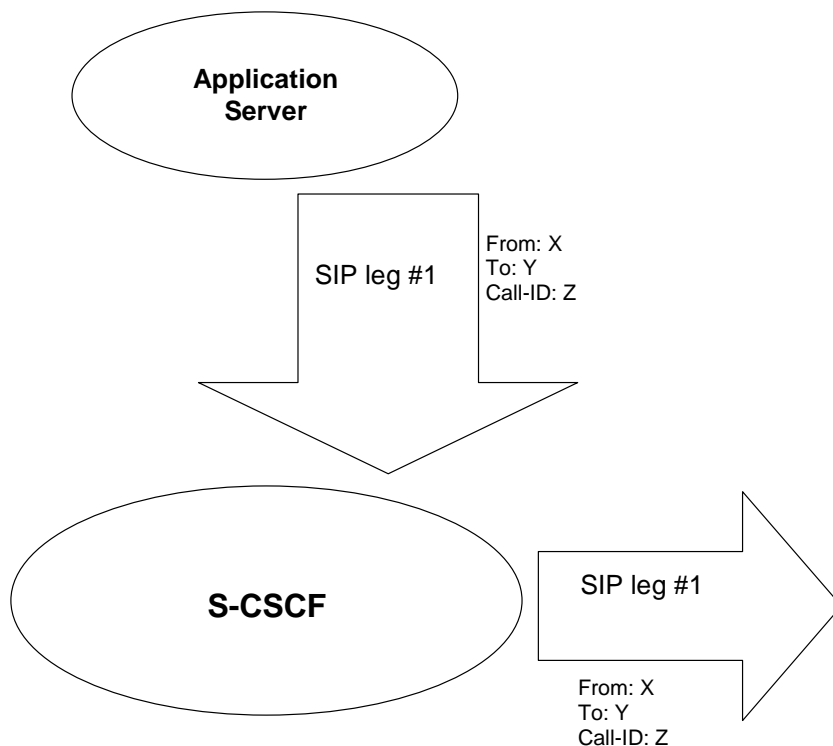 Application
Server
SIP leg #1
From: X
To: Y
Call-ID: Z
S-CSCF
SIP leg #1
From: X
To: Y
Call-ID: Z